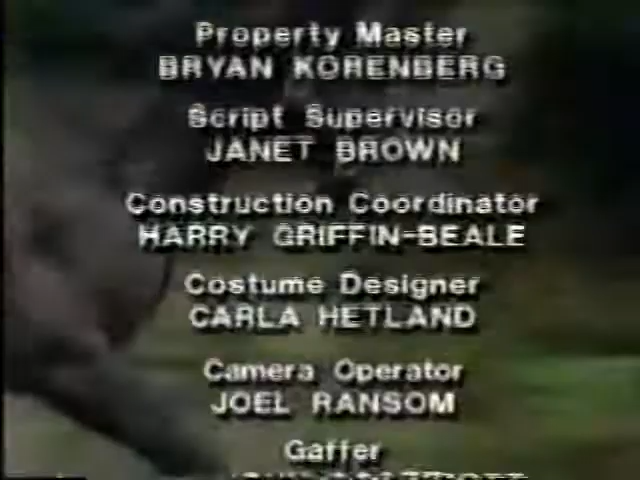 Property Master
BRYAN KORENBERG
Script Supervisor
JANET BROWN
Construction Coordinator
HARRY GRIFFIN-BEALE
Costume Designer
CARLA HETLAND
Camera Operator
JOEL RANSOM
Gaffer